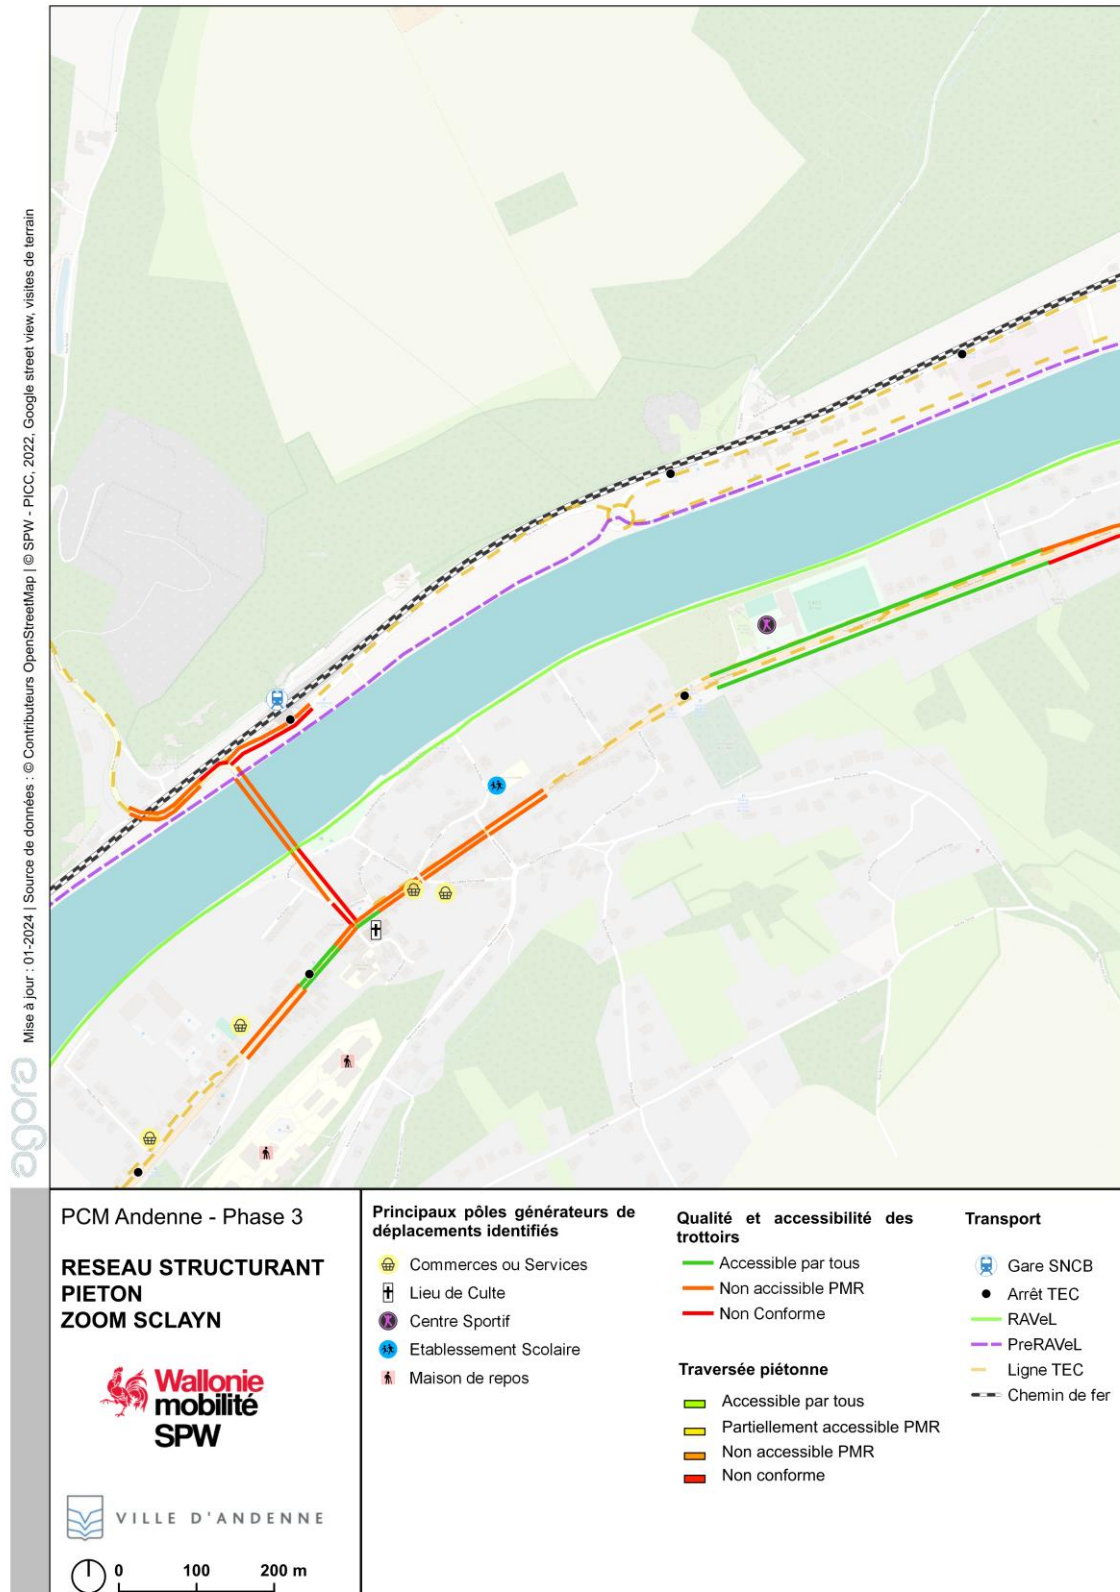 Mise à jour : 01-2024 | Source de données : © Contributeurs OpenStreetMap | © SPW - PICC, 2022, Google street view, visites de terrain
agora
PCM Andenne - Phase 3
RESEAU STRUCTURANT
PIETON
ZOOM SCLAYN
Wallonie
mobilité
SPW
VILLE D'ANDENNE
0 100 200 m
Principaux pôles générateurs de
déplacements identifiés
Commerces ou Services
Lieu de Culte
Centre Sportif
Etablessement Scolaire
Maison de repos
Qualité et accessibilité des
trottoirs
Accessible par tous
Non accissible PMR
Non Conforme
Traversée piétonne
Accessible par tous
Partiellement accessible PMR
Non accessible PMR
Non conforme
Transport
Gare SNCB
Arrêt TEC
RAVeL
PreRAVeL
Ligne TEC
Chemin de fer